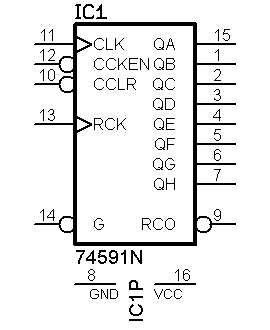 IC1
11 CLK QA 15
12 CCKEN QB 1
10 CCLR QC 2
QD 3
13 RCK QE 4
QF 5
QG 6
QH 7
14 G RCO 9
74591N
8 16
GND IC1P VCC